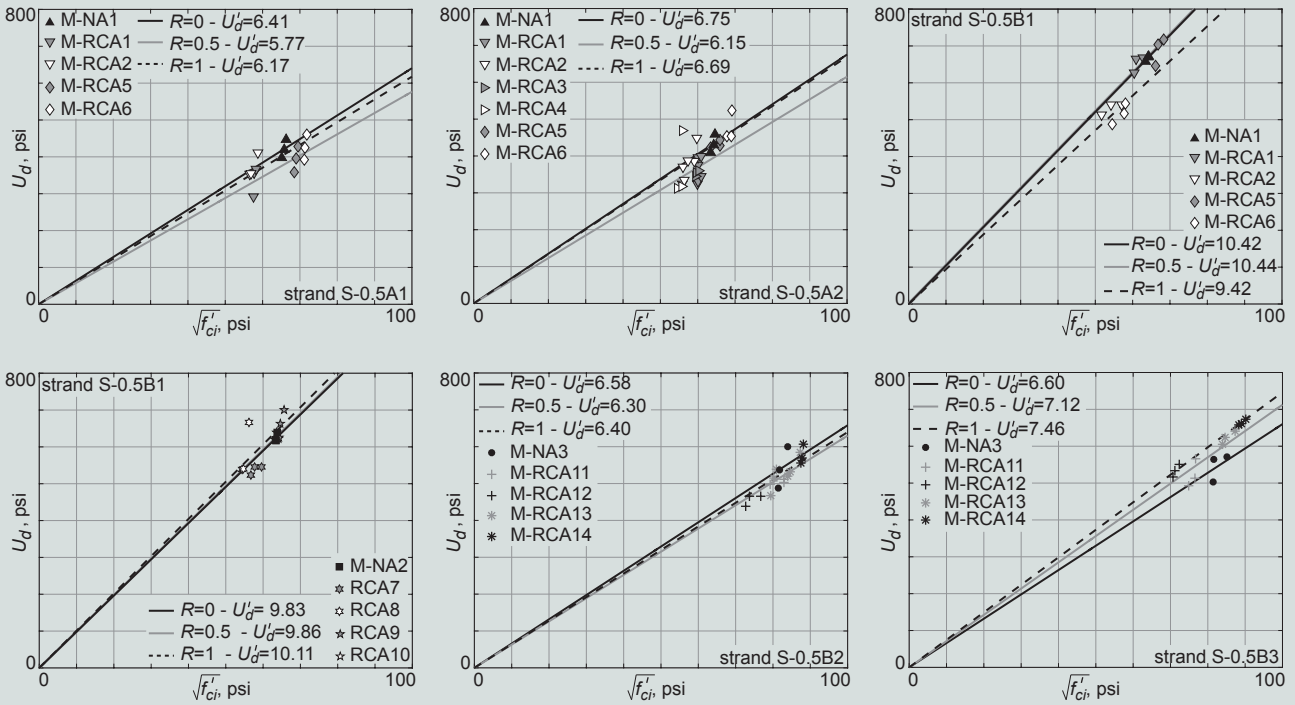 800
M-NA1
M-RCA1
M-RCA2
M-RCA5
M-RCA6
R=0 - U'd=6.41
R=0.5 - U'd=5.77
R=1 - U'd=6.17
Ud, psi
strand S-0.5A1
0
0
√f'ci, psi
100
800
M-NA1
M-RCA1
M-RCA2
M-RCA3
M-RCA4
M-RCA5
M-RCA6
R=0 - U'd=6.75
R=0.5 - U'd=6.15
R=1 - U'd=6.69
Ud, psi
strand S-0.5A2
0
0
√f'ci, psi
100
800
strand S-0.5B1
Ud, psi
M-NA1
M-RCA1
M-RCA2
M-RCA5
M-RCA6
R=0 - U'd=10.42
R=0.5 - U'd=10.44
R=1 - U'd=9.42
0
0
√f'ci, psi
100
800
strand S-0.5B1
Ud, psi
M-NA2
RCA7
RCA8
RCA9
RCA10
R=0 - U'd= 9.83
R=0.5 - U'd=9.86
R=1 - U'd=10.11
0
0
√f'ci, psi
100
800
R=0 - U'd=6.58
R=0.5 - U'd=6.30
R=1 - U'd=6.40
M-NA3
M-RCA11
M-RCA12
M-RCA13
M-RCA14
Ud, psi
strand S-0.5B2
0
0
√f'ci, psi
100
800
R=0 - U'd=6.60
R=0.5 - U'd=7.12
R=1 - U'd=7.46
M-NA3
M-RCA11
M-RCA12
M-RCA13
M-RCA14
Ud, psi
strand S-0.5B3
0
0
√f'ci, psi
100